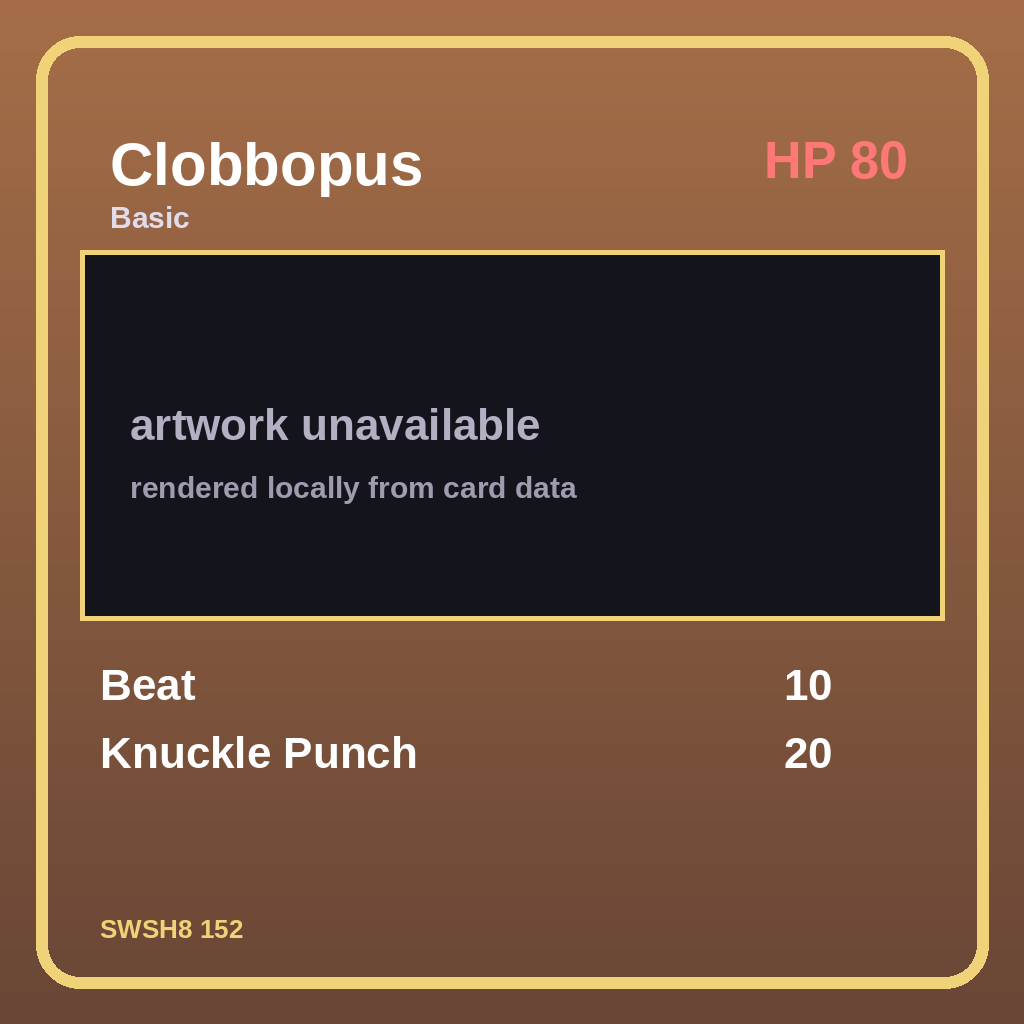 Clobbopus HP 80
Basic
artwork unavailable
rendered locally from card data
Beat 10
Knuckle Punch 20
SWSH8 152